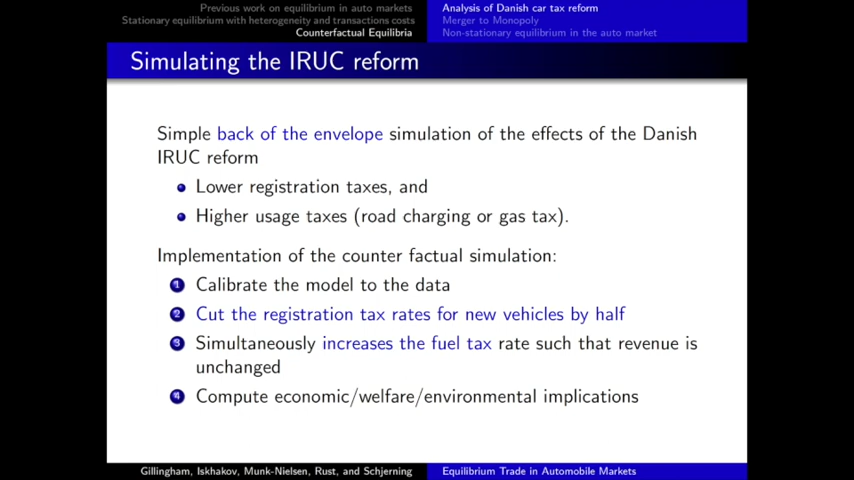 Previous work on equilibrium in auto markets
Stationary equilibrium with heterogeneity and transactions costs
Counterfactual Equilibria
Analysis of Danish car tax reform
Merger to Monopoly
Non-stationary equilibrium in the auto market
Simulating the IRUC reform
Simple back of the envelope simulation of the effects of the Danish
IRUC reform
Lower registration taxes, and
Higher usage taxes (road charging or gas tax).
Implementation of the counter factual simulation:
1 Calibrate the model to the data
2 Cut the registration tax rates for new vehicles by half
3 Simultaneously increases the fuel tax rate such that revenue is
unchanged
4 Compute economic/welfare/environmental implications
Gillingham, Iskhakov, Munk-Nielsen, Rust, and Schjerning
Equilibrium Trade in Automobile Markets